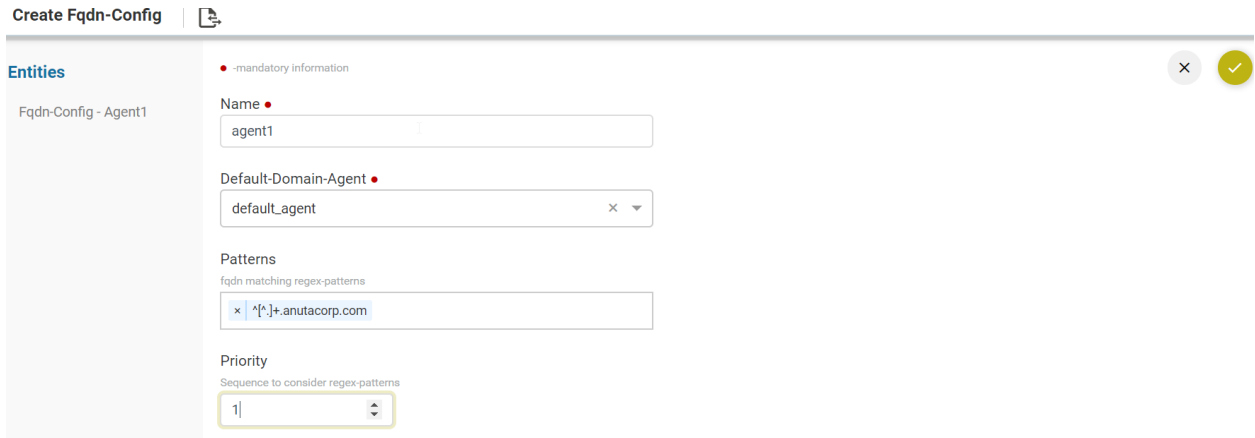 Create Fqdn-Config
Entities
Fqdn-Config - Agent1
-mandatory information
Name
agent1
Default-Domain-Agent
default_agent
Patterns
fqdn matching regex-patterns
× ^[^.]+.anutacorp.com
Priority
Sequence to consider regex-patterns
1